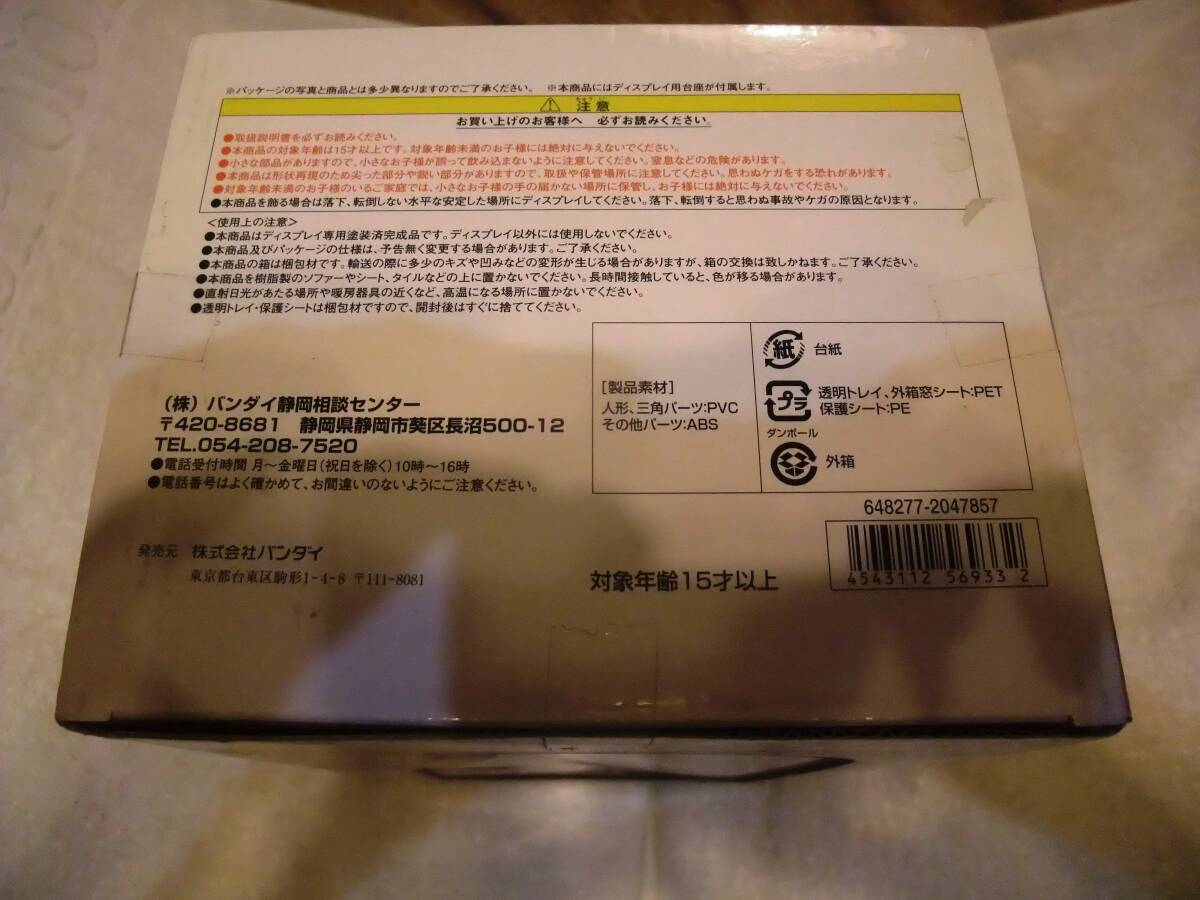 ※パッケージの写真と商品とは多少異なりますのでご了承ください。 ※本商品にはディスプレイ用台座が付属します。
⚠ 注意
お買い上げのお客様へ 必ずお読みください。
●取扱説明書を必ずお読みください。
●本商品の対象年齢は15才以上です。対象年齢未満のお子様には絶対に与えないでください。
●小さな部品がありますので、小さなお子様が誤って飲み込まないように注意してください。窒息などの危険があります。
●本商品は形状再現のため尖った部分や鋭い部分がありますので、取扱や保管場所に注意してください。思わぬケガをする恐れがあります。
●対象年齢未満のお子様のいるご家庭では、小さなお子様の手の届かない場所に保管し、お子様には絶対に与えないでください。
●本商品を飾る場合は落下、転倒しない水平な安定した場所にディスプレイしてください。落下、転倒すると思わぬ事故やケガの原因となります。
<使用上の注意>
●本商品はディスプレイ専用塗装済完成品です。ディスプレイ以外には使用しないでください。
●本商品及びパッケージの仕様は、予告無く変更する場合があります。ご了承ください。
●本商品の箱は梱包材です。輸送の際に多少のキズや凹みなどの変形が生じる場合がありますが、箱の交換は致しかねます。ご了承ください。
●本商品を樹脂製のソファーやシート、タイルなどの上に置かないでください。長時間接触していると、色が移る場合があります。
●直射日光があたる場所や暖房器具の近くなど、高温になる場所に置かないでください。
●透明トレイ・保護シートは梱包材ですので、開封後はすぐに捨ててください。
(株)バンダイ静岡相談センター
〒420-8681 静岡県静岡市葵区長沼500-12
TEL.054-208-7520
●電話受付時間 月~金曜日(祝日を除く)10時~16時
●電話番号はよく確かめて、お間違いのないようにご注意ください。
発売元 株式会社バンダイ
東京都台東区駒形1-4-8 〒111-8081
[製品素材]
人形、三角パーツ:PVC
その他パーツ:ABS
紙 台紙
プラ 透明トレイ、外箱窓シート:PET
保護シート:PE
ダンボール
外箱
648277-2047857
4543112 56933 2
対象年齢15才以上